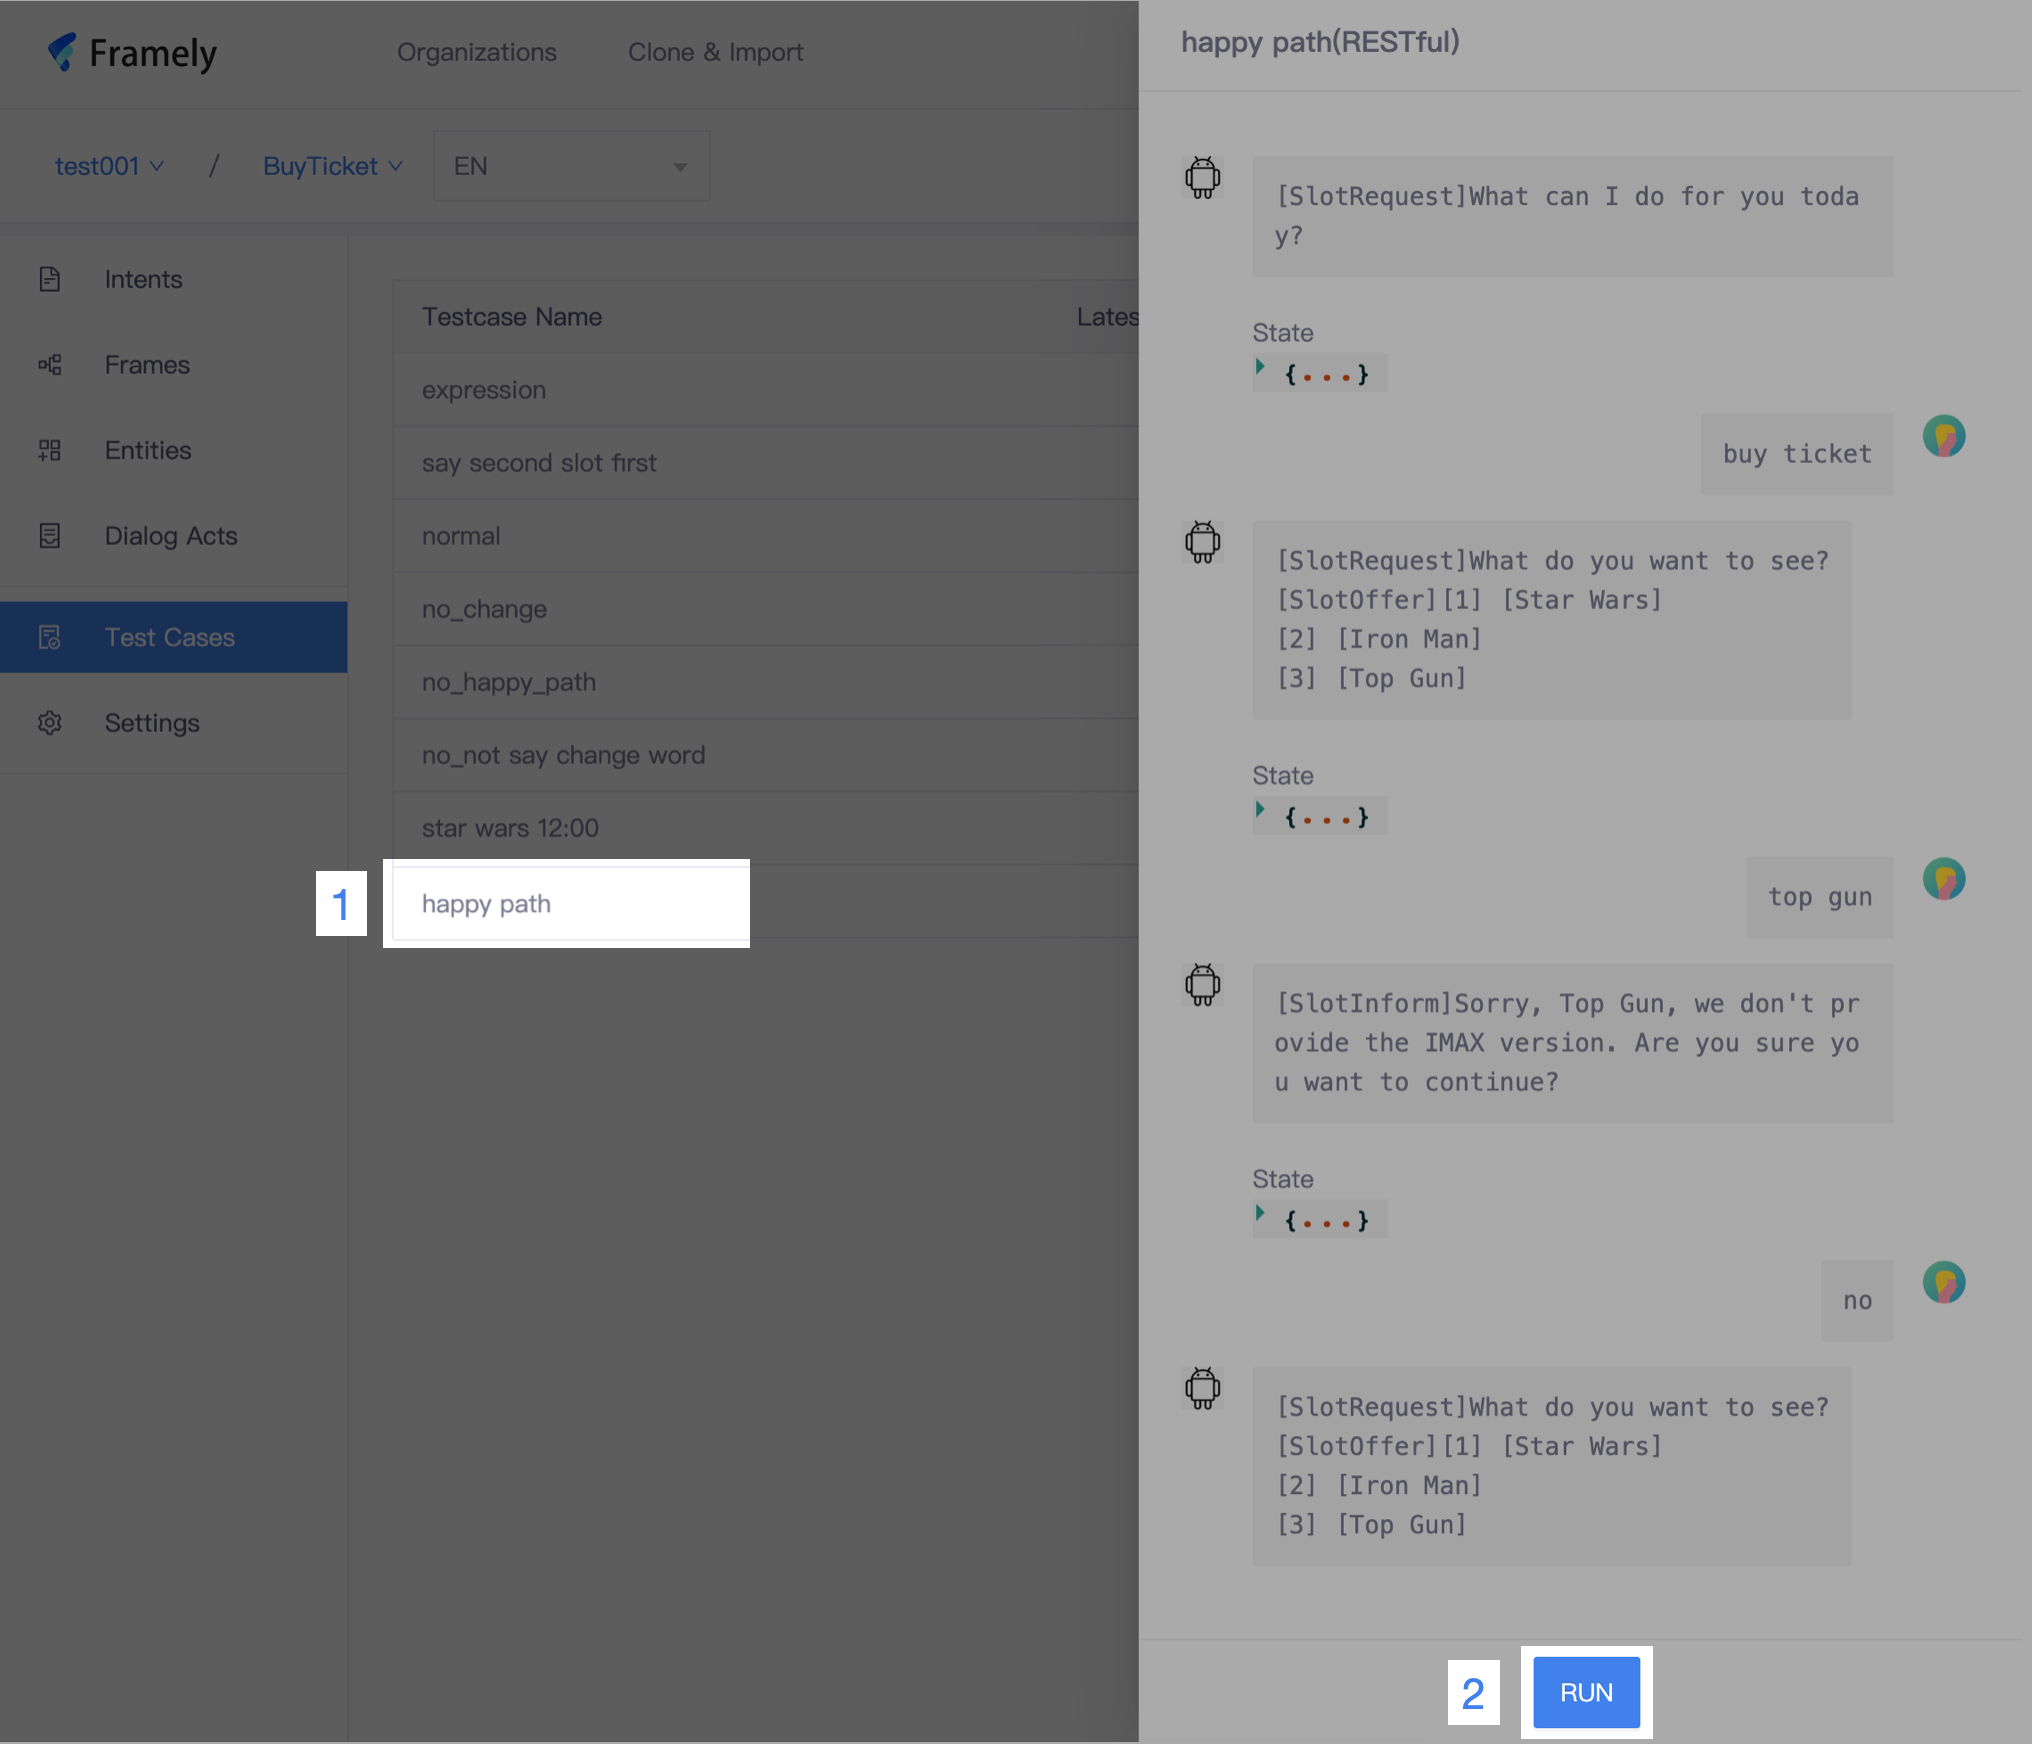 Framely
Organizations
Clone & Import
test001
/
BuyTicket
EN
Intents
Frames
Entities
Dialog Acts
Test Cases
Settings
Testcase Name
Lates
expression
say second slot first
normal
no_change
no_happy_path
no_not say change word
star wars 12:00
1
happy path
happy path(RESTful)
[SlotRequest]What can I do for you toda
y?
State
{...}
buy ticket
[SlotRequest]What do you want to see?
[SlotOffer][1] [Star Wars]
[2] [Iron Man]
[3] [Top Gun]
State
{...}
top gun
[SlotInform]Sorry, Top Gun, we don't pr
ovide the IMAX version. Are you sure yo
u want to continue?
State
{...}
no
[SlotRequest]What do you want to see?
[SlotOffer][1] [Star Wars]
[2] [Iron Man]
[3] [Top Gun]
2
RUN